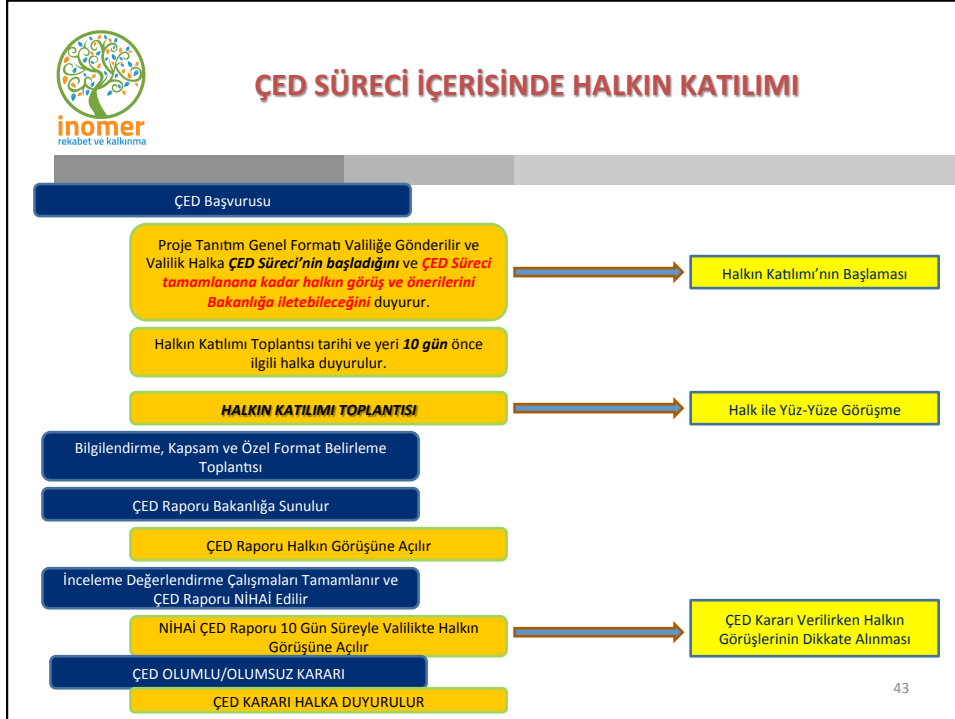 inomer
rekabet ve kalkınma
ÇED SÜRECİ İÇERİSİNDE HALKIN KATILIMI
ÇED Başvurusu
Proje Tanıtım Genel Formatı Valiliğe Gönderilir ve
Valilik Halka ÇED Süreci’nin başladığını ve ÇED Süreci
tamamlanana kadar halkın görüş ve önerilerini
Bakanlığa iletebileceğini duyurur.
Halkın Katılımı’nın Başlaması
Halkın Katılımı Toplantısı tarihi ve yeri 10 gün önce
ilgili halka duyurulur.
HALKIN KATILIMI TOPLANTISI
Halk ile Yüz-Yüze Görüşme
Bilgilendirme, Kapsam ve Özel Format Belirleme
Toplantısı
ÇED Raporu Bakanlığa Sunulur
ÇED Raporu Halkın Görüşüne Açılır
İnceleme Değerlendirme Çalışmaları Tamamlanır ve
ÇED Raporu NİHAİ Edilir
NİHAİ ÇED Raporu 10 Gün Süreyle Valilikte Halkın
Görüşüne Açılır
ÇED Kararı Verilirken Halkın
Görüşlerinin Dikkate Alınması
ÇED OLUMLU/OLUMSUZ KARARI
ÇED KARARI HALKA DUYURULUR
43